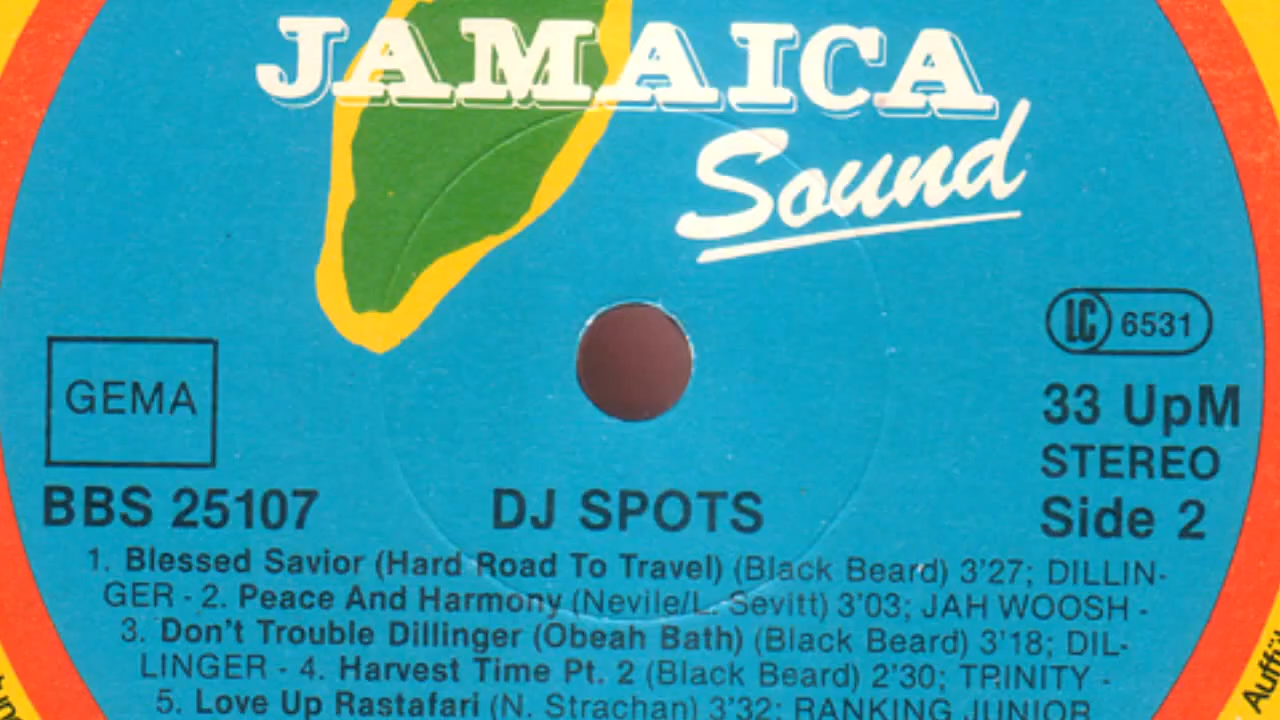 JAMAICA
Sound
LC 6531
GEMA
33 UpM
STEREO
BBS 25107
DJ SPOTS
Side 2
1. Blessed Savior (Hard Road To Travel) (Black Beard) 3'27; DILLIN-
GER - 2. Peace And Harmony (Nevile/L. Sevitt) 3'03; JAH WOOSH -
3. Don't Trouble Dillinger (Obeah Bath) (Black Beard) 3'18; DIL-
LINGER - 4. Harvest Time Pt. 2 (Black Beard) 2'30; TRINITY -
5. Love Up Rastafari (N. Strachan) 3'32; RANKING JUNIOR